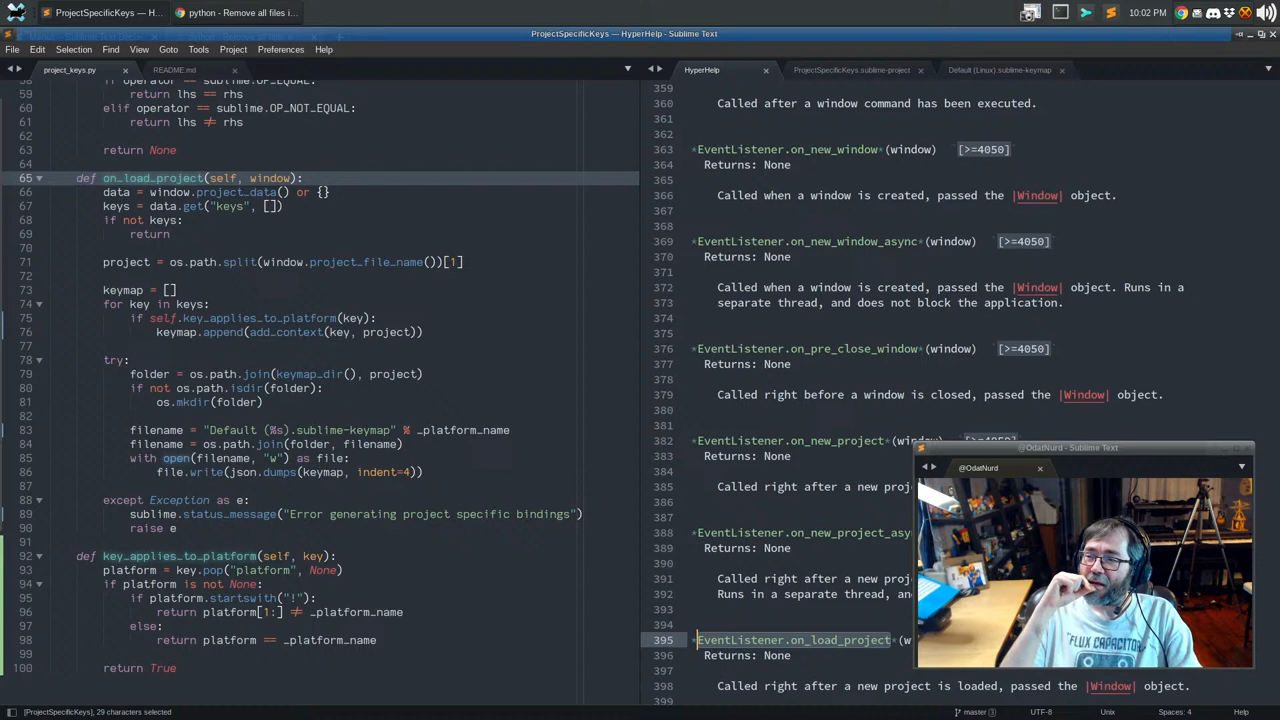 ProjectSpecificKeys — H...
python - Remove all files i...
10:02 PM
ProjectSpecificKeys — HyperHelp - Sublime Text
File Edit Selection Find View Goto Tools Project Preferences Help
project_keys.py
README.md
58
59 return lhs == rhs
60 elif operator == sublime.OP_NOT_EQUAL:
61 return lhs ≠ rhs
62
63 return None
64
65 def on_load_project(self, window):
66 data = window.project_data() or {}
67 keys = data.get("keys", [])
68 if not keys:
69 return
70
71 project = os.path.split(window.project_file_name())[1]
72
73 keymap = []
74 for key in keys:
75 if self.key_applies_to_platform(key):
76 keymap.append(add_context(key, project))
77
78 try:
79 folder = os.path.join(keymap_dir(), project)
80 if not os.path.isdir(folder):
81 os.mkdir(folder)
82
83 filename = "Default (%s).sublime-keymap" % _platform_name
84 filename = os.path.join(folder, filename)
85 with open(filename, "w") as file:
86 file.write(json.dumps(keymap, indent=4))
87
88 except Exception as e:
89 sublime.status_message("Error generating project specific bindings")
90 raise e
91
92 def key_applies_to_platform(self, key):
93 platform = key.pop("platform", None)
94 if platform is not None:
95 if platform.startswith("!"):
96 return platform[1:] ≠ _platform_name
97 else:
98 return platform == _platform_name
99
100 return True
HyperHelp
ProjectSpecificKeys.sublime-project
Default (Linux).sublime-keymap
359
360 Called after a window command has been executed.
361
362
363 *EventListener.on_new_window*(window) [>=4050]
364 Returns: None
365
366 Called when a window is created, passed the |Window| object.
367
368
369 *EventListener.on_new_window_async*(window) [>=4050]
370 Returns: None
371
372 Called when a window is created, passed the |Window| object. Runs in a
373 separate thread, and does not block the application.
374
375
376 *EventListener.on_pre_close_window*(window) [>=4050]
377 Returns: None
378
379 Called right before a window is closed, passed the |Window| object.
380
381
382 *EventListener.on_new_project*(window) [>=4050]
383 Returns: None
384
385 Called right after a new proj
386
387
388 *EventListener.on_new_project_asy
389 Returns: None
390
391 Called right after a new proj
392 Runs in a separate thread, an
393
394
395 *EventListener.on_load_project*(w
396 Returns: None
397
398 Called right after a new project is loaded, passed the |Window| object.
399
@OdatNurd - Sublime Text
@OdatNurd
"FLUX CAPACITOR"
[ProjectSpecificKeys], 29 characters selected
master 3
UTF-8
Unix
Spaces: 4
Help